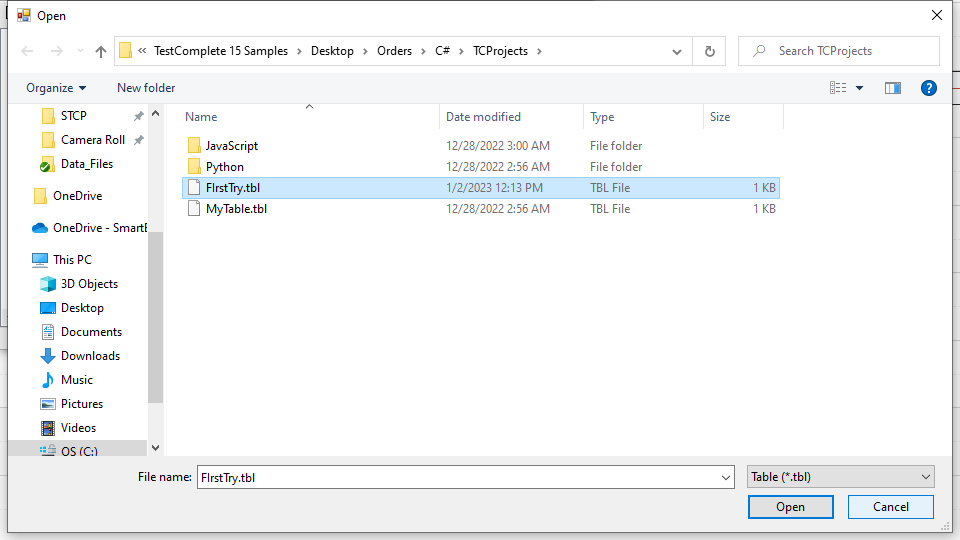 Open
« TestComplete 15 Samples > Desktop > Orders > C# > TCProjects >
Search TCProjects
Organize
New folder
?
STCP
Camera Roll
Data_Files
OneDrive
OneDrive - SmartB
This PC
3D Objects
Desktop
Documents
Downloads
Music
Pictures
Videos
OS (C:)
Name Date modified Type Size
JavaScript 12/28/2022 3:00 AM File folder
Python 12/28/2022 2:56 AM File folder
FIrstTry.tbl 1/2/2023 12:13 PM TBL File 1 KB
MyTable.tbl 12/28/2022 2:56 AM TBL File 1 KB
File name: FIrstTry.tbl Table (*.tbl)
Open Cancel